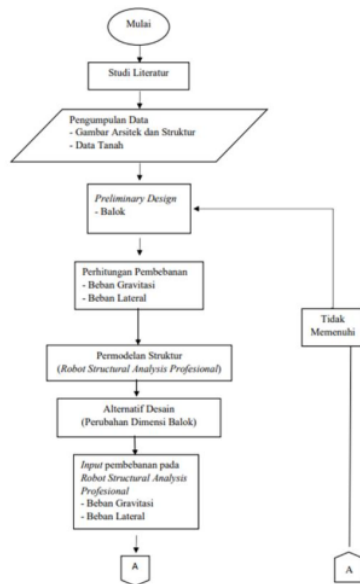 Mulai
Studi Literatur
Pengumpulan Data
- Gambar Arsitek dan Struktur
- Data Tanah
Preliminary Design
- Balok
Perhitungan Pembebanan
- Beban Gravitasi
- Beban Lateral
Tidak
Memenuhi
Permodelan Struktur
(Robot Structural Analysis Profesional)
Alternatif Desain
(Perubahan Dimensi Balok)
Input pembebanan pada
Robot Structural Analysis
Profesional
- Beban Gravitasi
- Beban Lateral
A
A